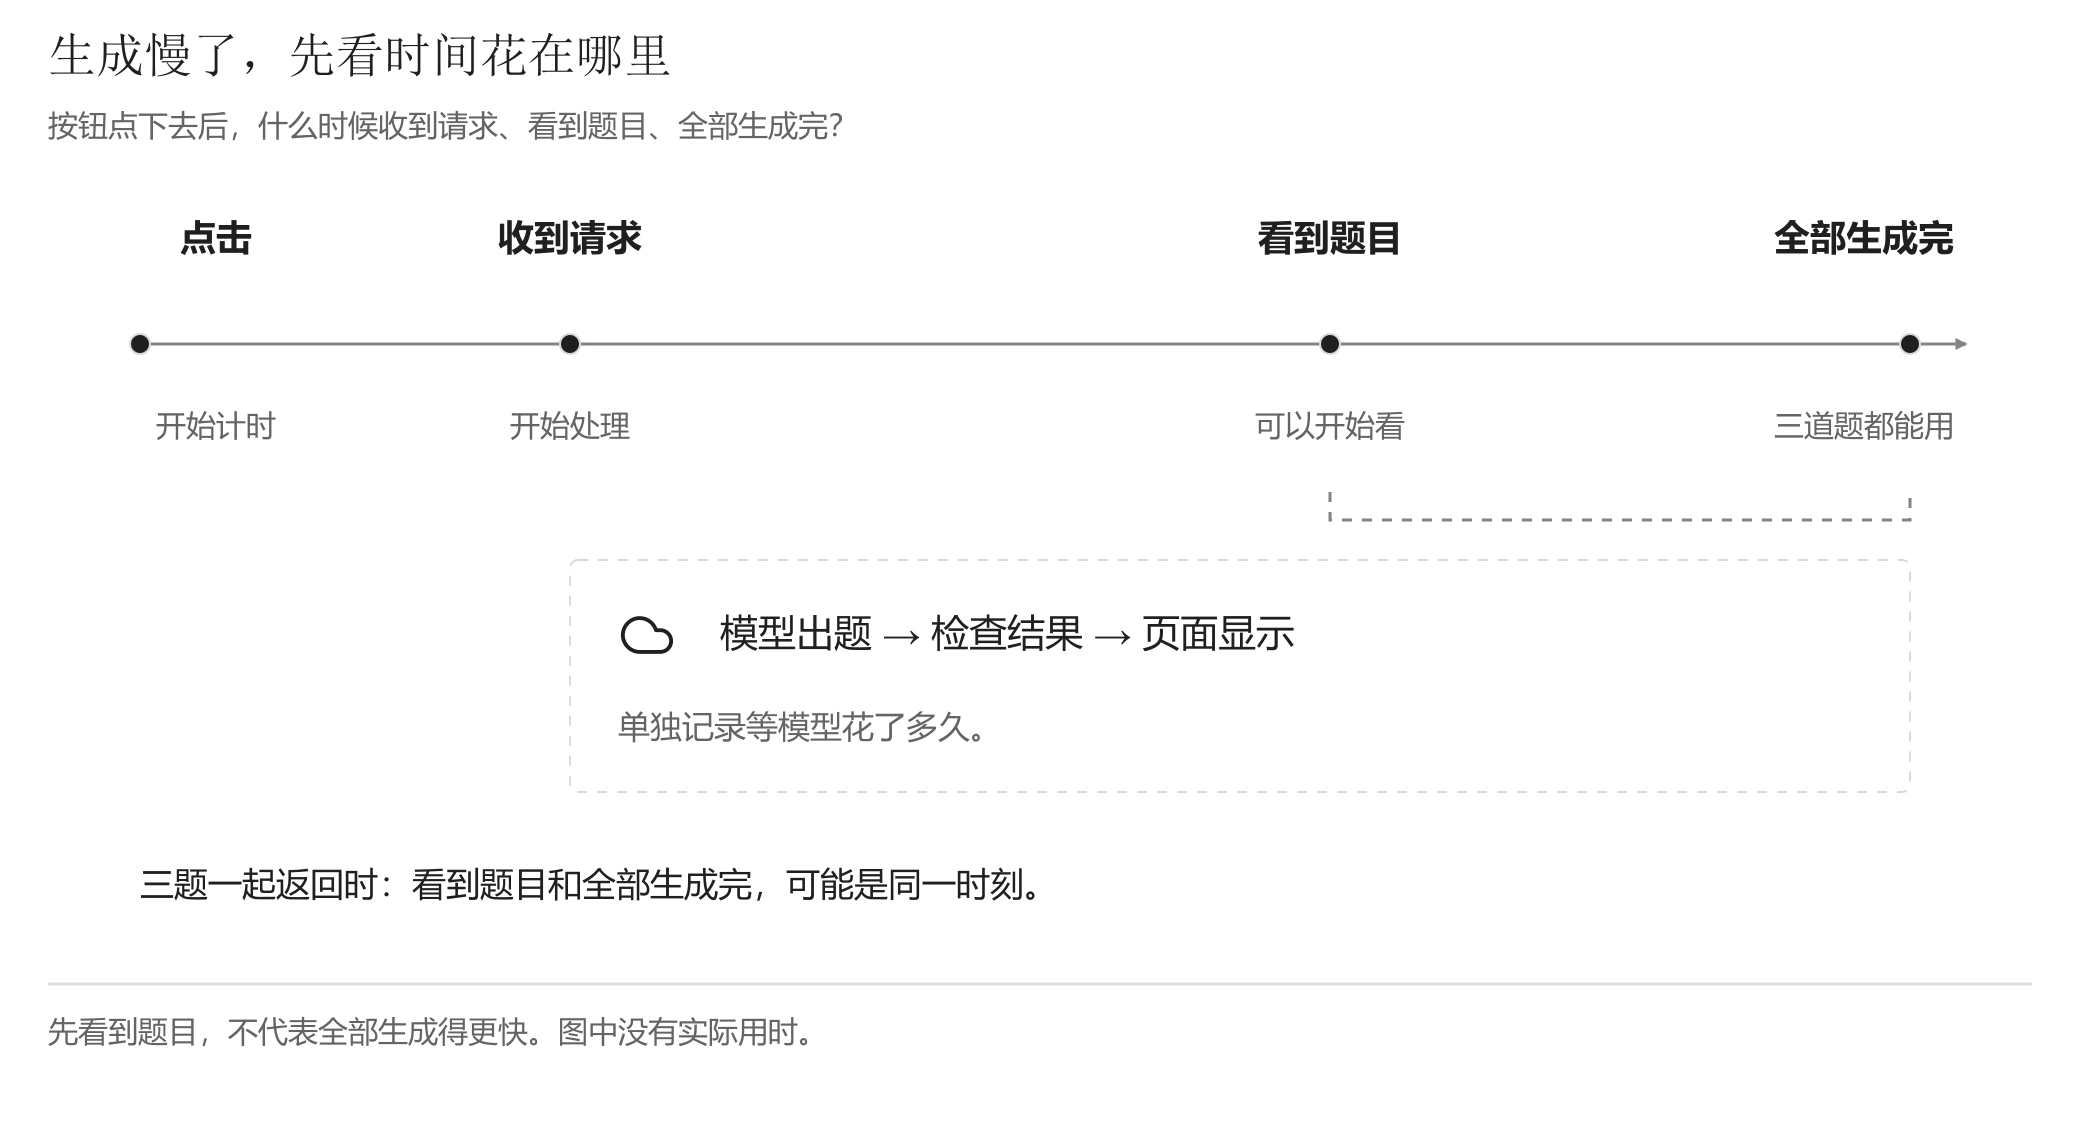 生成慢了，先看时间花在哪里
按钮点下去后，什么时候收到请求、看到题目、全部生成完？
点击
收到请求
看到题目
全部生成完
开始计时
开始处理
可以开始看
三道题都能用
模型出题 → 检查结果 → 页面显示
单独记录等模型花了多久。
三题一起返回时：看到题目和全部生成完，可能是同一时刻。
先看到题目，不代表全部生成得更快。图中没有实际用时。